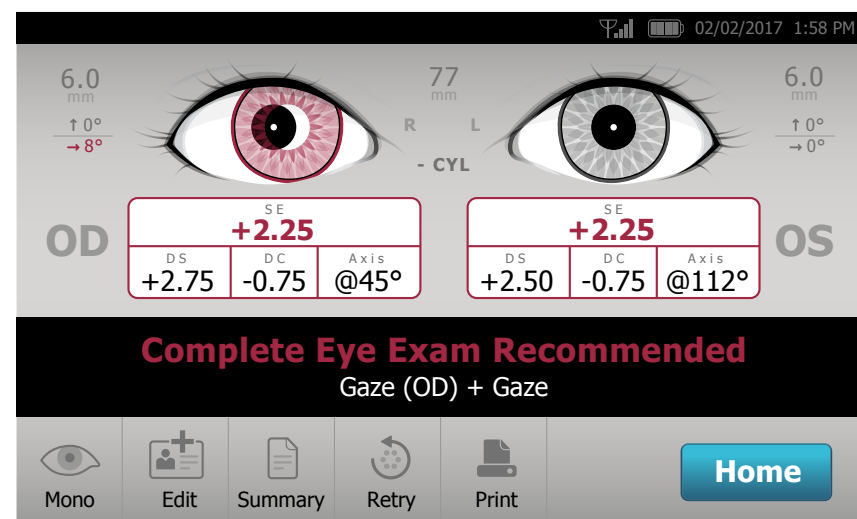 02/02/2017 1:58 PM
6.0
mm
↑ 0°
→ 8°
77
mm
R L
- CYL
6.0
mm
↑ 0°
→ 0°
OD
SE
+2.25
DS DC Axis
+2.75 -0.75 @45°
SE
+2.25
DS DC Axis
+2.50 -0.75 @112°
OS
Complete Eye Exam Recommended
Gaze (OD) + Gaze
Mono Edit Summary Retry Print Home